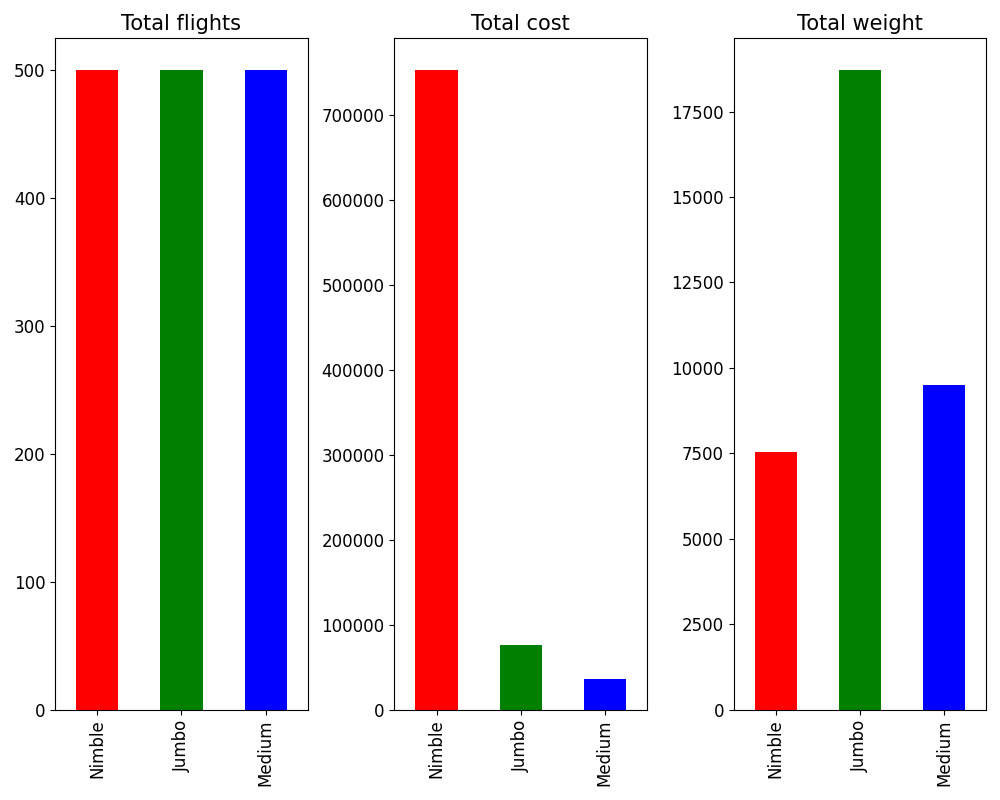 Total flights
500
400
300
200
100
0
Nimble
Jumbo
Medium
Total cost
700000
600000
500000
400000
300000
200000
100000
0
Nimble
Jumbo
Medium
Total weight
17500
15000
12500
10000
7500
5000
2500
0
Nimble
Jumbo
Medium